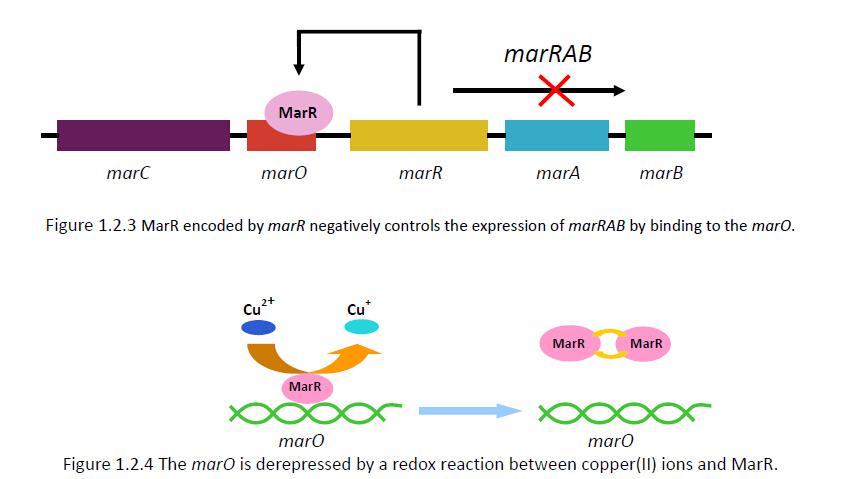 marRAB
MarR
marC marO marR marA marB
Figure 1.2.3 MarR encoded by marR negatively controls the expression of marRAB by binding to the marO.
Cu2+ Cu+
MarR MarR MarR
marO marO
Figure 1.2.4 The marO is derepressed by a redox reaction between copper(II) ions and MarR.